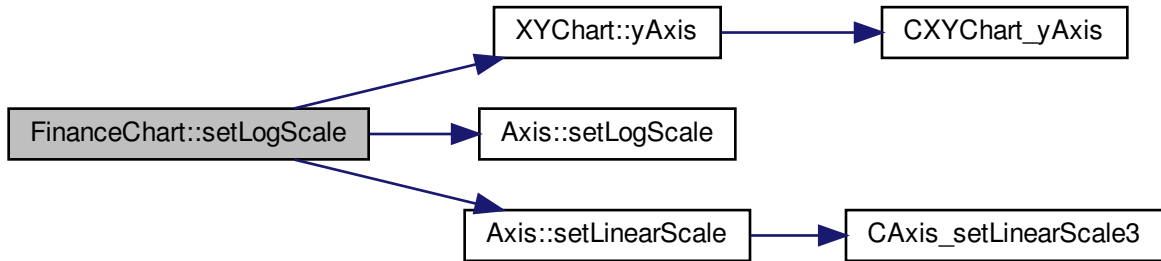 XYChart::yAxis
CXYChart_yAxis
FinanceChart::setLogScale
Axis::setLogScale
Axis::setLinearScale
CAxis_setLinearScale3